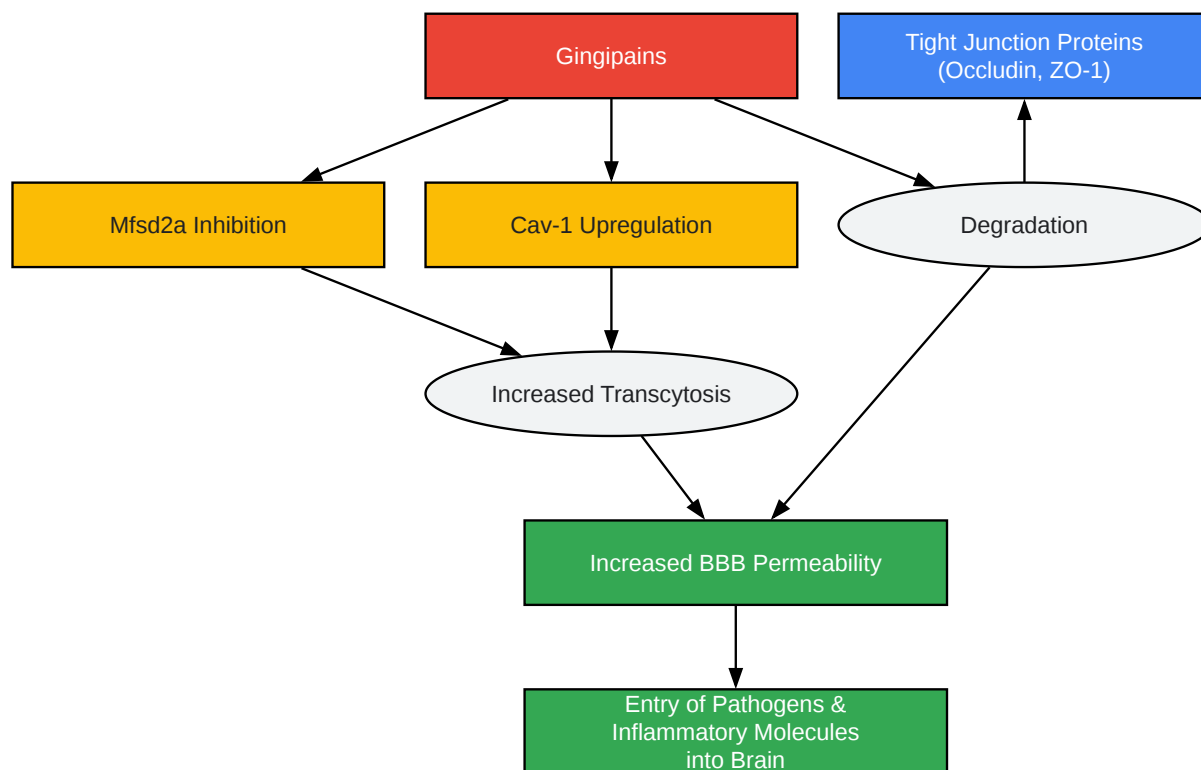 Gingipains
Tight Junction Proteins
(Occludin, ZO-1)
Mfsd2a Inhibition
Cav-1 Upregulation
Degradation
Increased Transcytosis
Increased BBB Permeability
Entry of Pathogens &
Inflammatory Molecules
into Brain